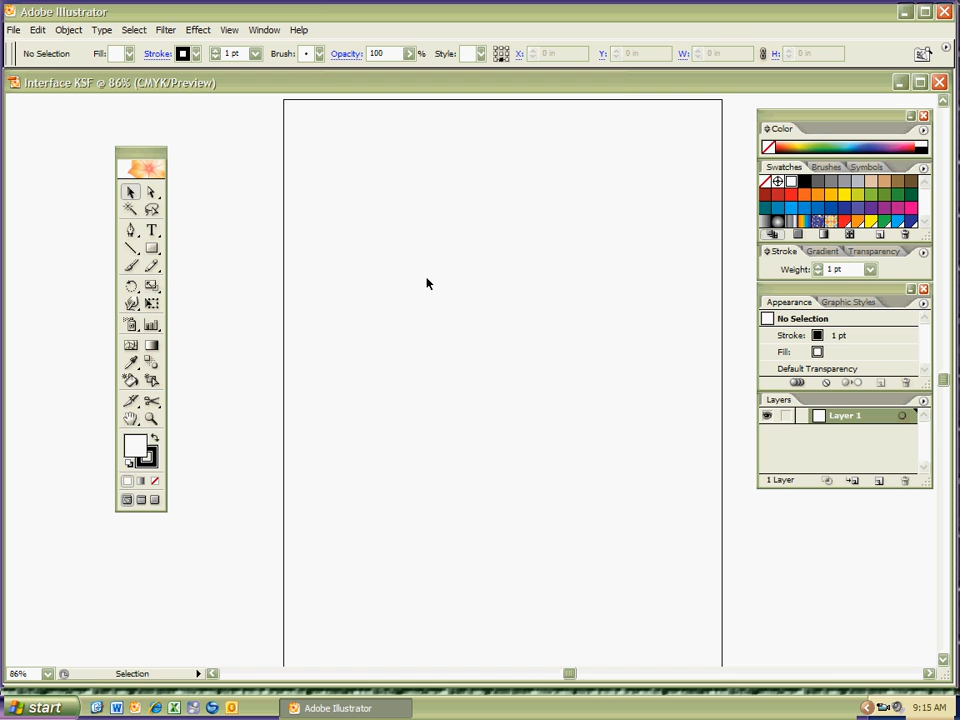 Adobe Illustrator
File Edit Object Type Select Filter Effect View Window Help
No Selection Fill: Stroke: 1 pt Brush: Opacity: 100 % Style: X: 0 in Y: 0 in W: 0 in H: 0 in
Interface KSF @ 86% (CMYK/Preview)
Color
Swatches Brushes Symbols
T
Stroke Gradient Transparency
Weight: 1 pt
Appearance Graphic Styles
No Selection
Stroke: 1 pt
Fill:
Default Transparency
Layers
Layer 1
1 Layer
86% Selection
start Adobe Illustrator 9:15 AM